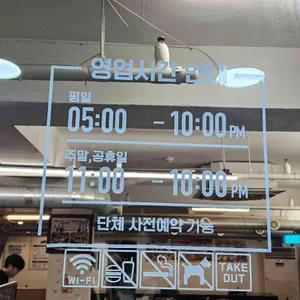 영업시간 안내
평일
05:00 - 10:00 PM
주말,공휴일
11:00 - 10:00 PM
단체 사전예약 가능
WI-FI
TAKE OUT